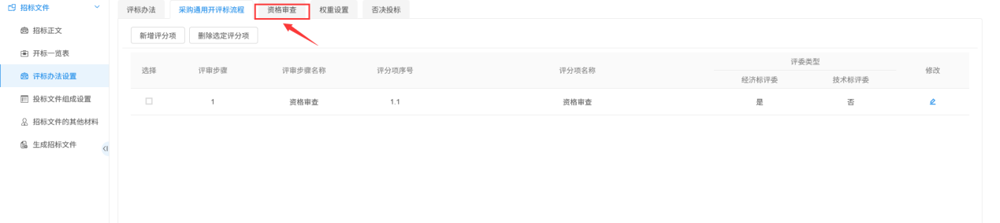 招标文件
招标正文
开标一览表
评标办法设置
投标文件组成设置
招标文件的其他材料
生成招标文件
评标办法 采购通用开评标流程 资格审查 权重设置 否决投标
新增评分项 删除选定评分项
选择 评审步骤 评审步骤名称 评分项序号 评分项名称 评委类型 修改
经济标评委 技术标评委
1 资格审查 1.1 资格审查 是 否